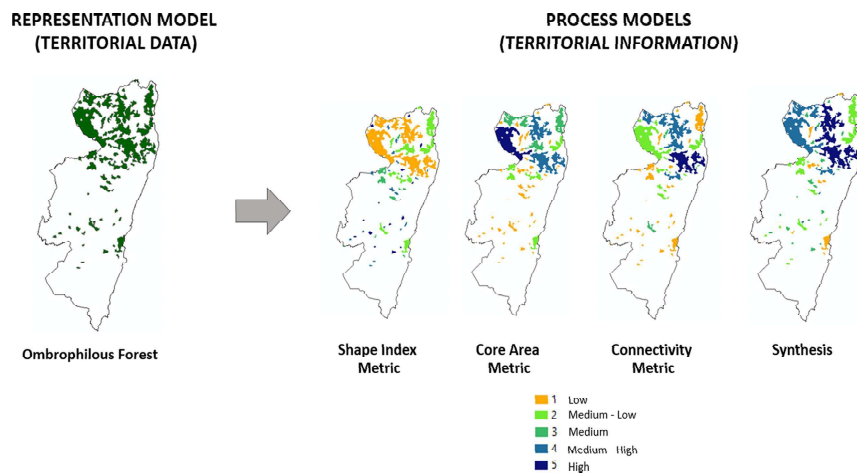 REPRESENTATION MODEL
(TERRITORIAL DATA)
PROCESS MODELS
(TERRITORIAL INFORMATION)
Ombrophilous Forest
Shape Index
Metric
Core Area
Metric
Connectivity
Metric
Synthesis
1 Low
2 Medium - Low
3 Medium
4 Medium - High
5 High